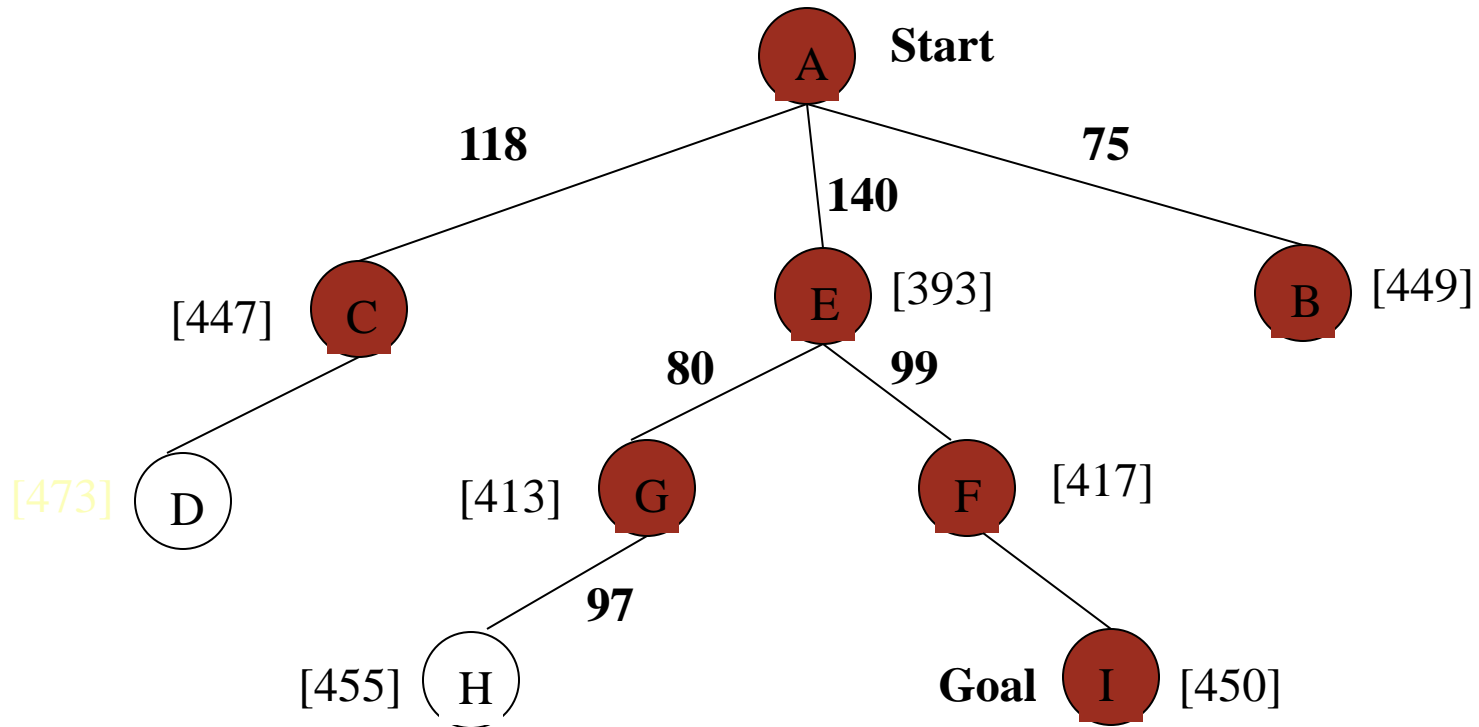 A Start
118
75
140
[447] C
E [393]
B [449]
80
99
[473] D
[413] G
F [417]
97
[455] H
Goal I [450]